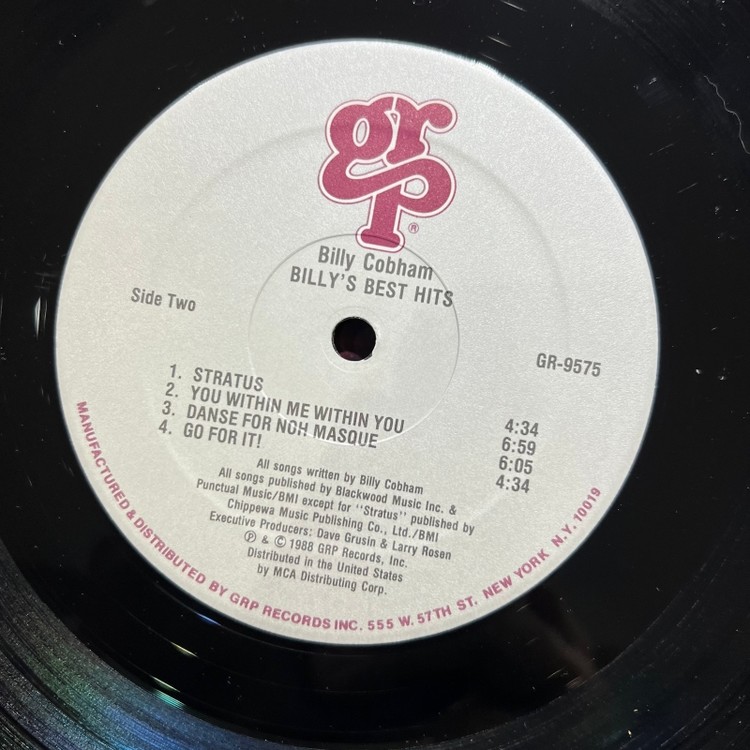 grp®
Billy Cobham
BILLY'S BEST HITS
Side Two
GR-9575
1. STRATUS 4:34
2. YOU WITHIN ME WITHIN YOU 6:59
3. DANSE FOR NOH MASQUE 6:05
4. GO FOR IT! 4:34
All songs written by Billy Cobham
All songs published by Blackwood Music Inc. &
Punctual Music/BMI except for "Stratus" published by
Chippewa Music Publishing Co., Ltd./BMI
Executive Producers: Dave Grusin & Larry Rosen
℗ & © 1988 GRP Records, Inc.
Distributed in the United States
by MCA Distributing Corp.
MANUFACTURED & DISTRIBUTED BY GRP RECORDS INC. 555 W. 57TH ST. NEW YORK N.Y. 10019